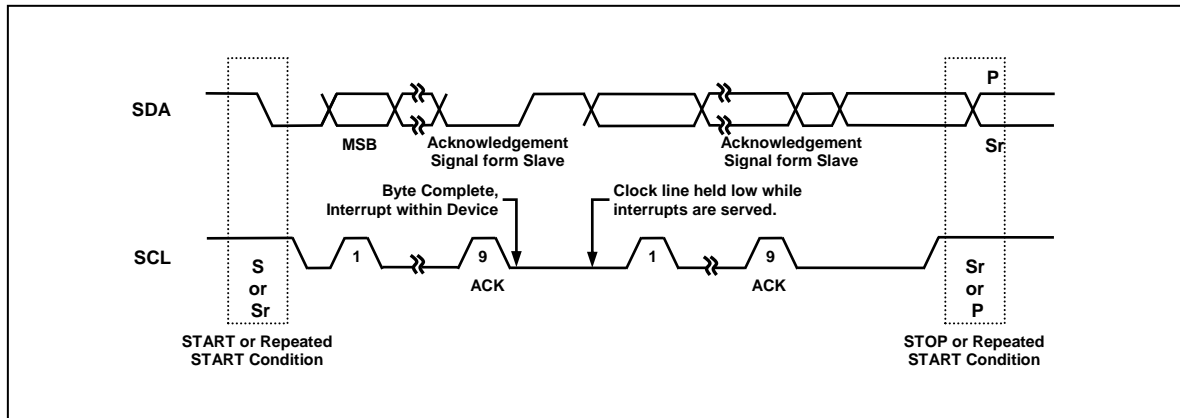 P
SDA
MSB
Acknowledgement
Signal form Slave
Acknowledgement
Signal form Slave
Sr
Byte Complete,
Interrupt within Device
Clock line held low while
interrupts are served.
SCL
S
or
Sr
1
9
ACK
1
9
ACK
Sr
or
P
START or Repeated
START Condition
STOP or Repeated
START Condition